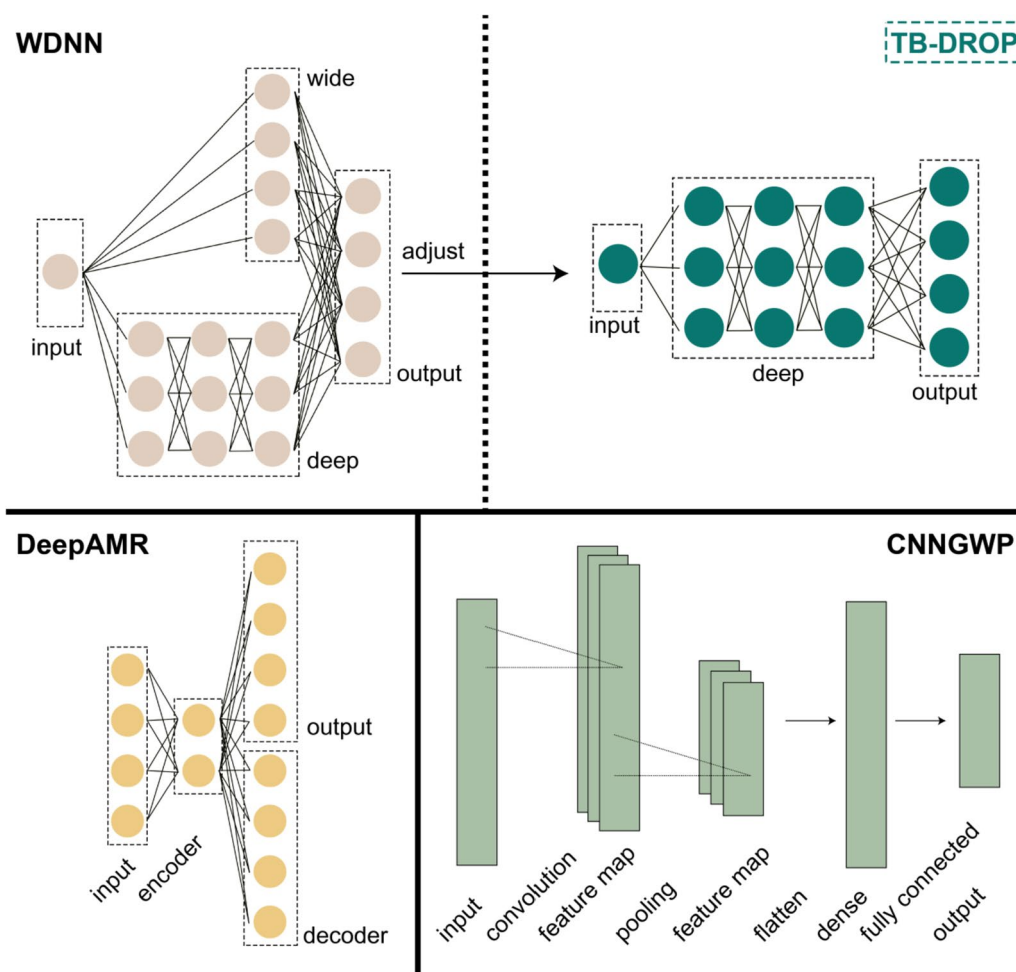 WDNN
wide
input
deep
output
adjust
TB-DROP
input
deep
output
DeepAMR
input
encoder
output
decoder
CNNGWP
input
convolution
feature map
pooling
feature map
flatten
dense
fully connected
output